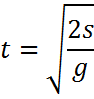 t = √(2s/g)